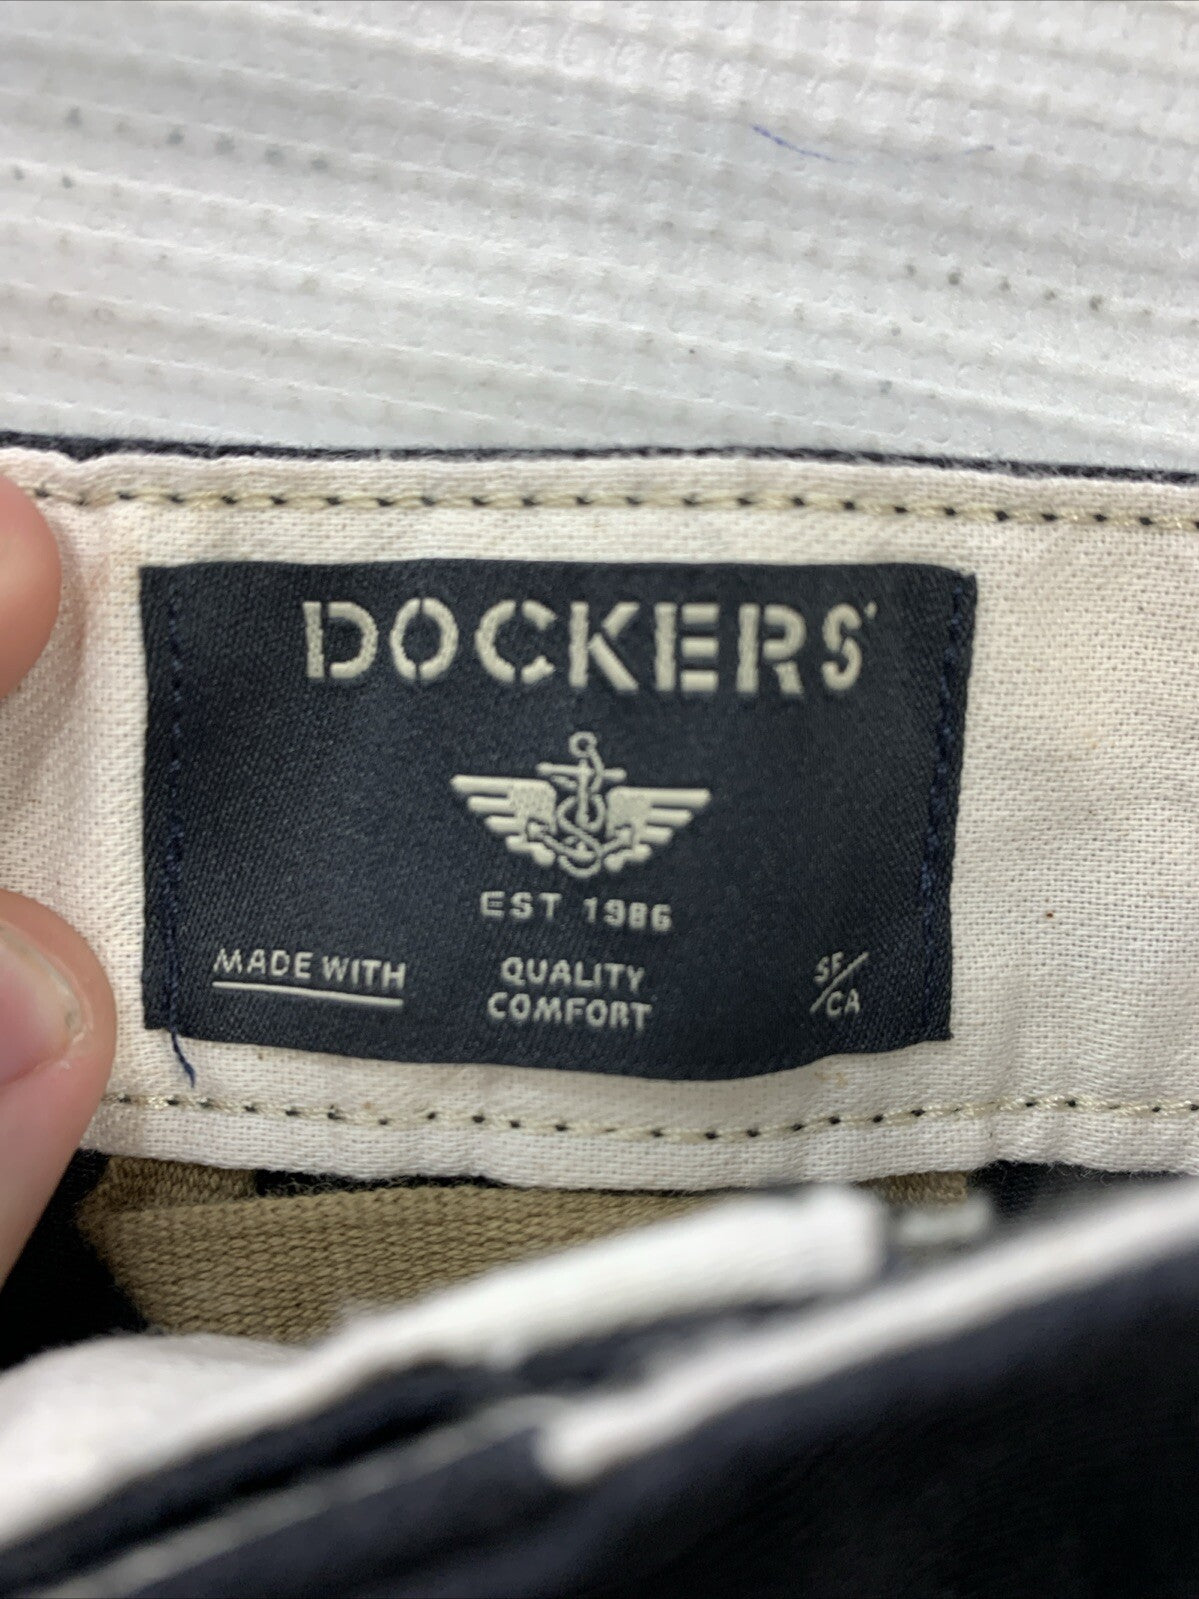 DOCKERS
EST 1986
MADE WITH
QUALITY
COMFORT
SF/CA